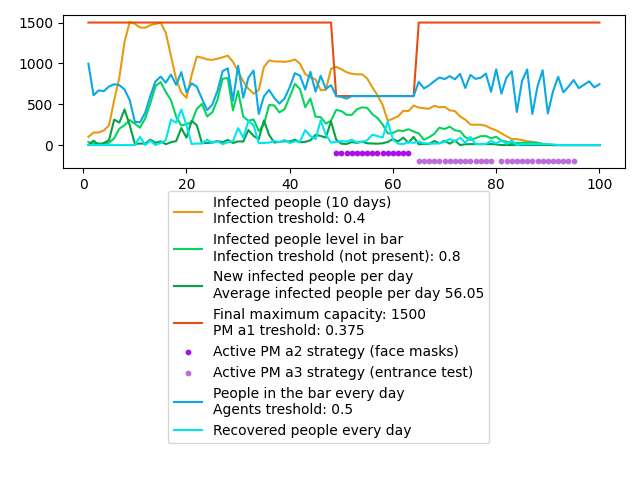 1500
1000
500
0
0 20 40 60 80 100
Infected people (10 days)
Infection treshold: 0.4
Infected people level in bar
Infection treshold (not present): 0.8
New infected people per day
Average infected people per day 56.05
Final maximum capacity: 1500
PM a1 treshold: 0.375
Active PM a2 strategy (face masks)
Active PM a3 strategy (entrance test)
People in the bar every day
Agents treshold: 0.5
Recovered people every day